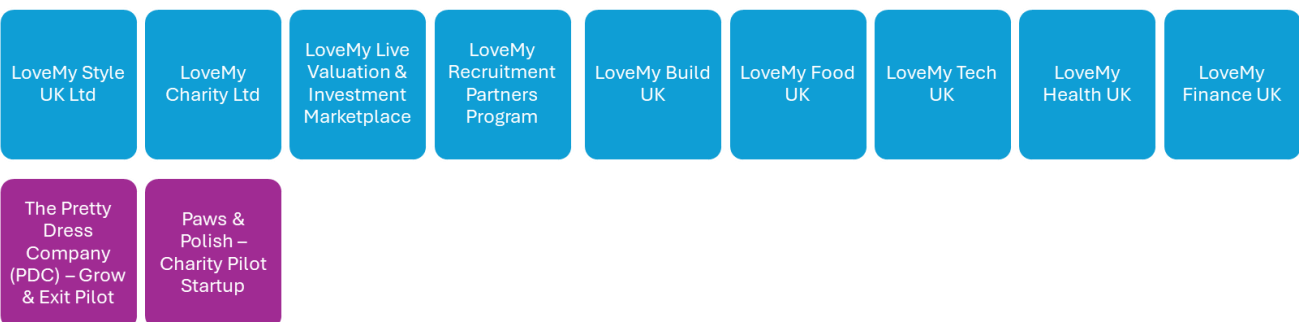 LoveMy Style
UK Ltd
LoveMy
Charity Ltd
LoveMy Live
Valuation &
Investment
Marketplace
LoveMy
Recruitment
Partners
Program
LoveMy Build
UK
LoveMy Food
UK
LoveMy Tech
UK
LoveMy
Health UK
LoveMy
Finance UK
The Pretty
Dress
Company
(PDC) – Grow
& Exit Pilot
Paws &
Polish –
Charity Pilot
Startup